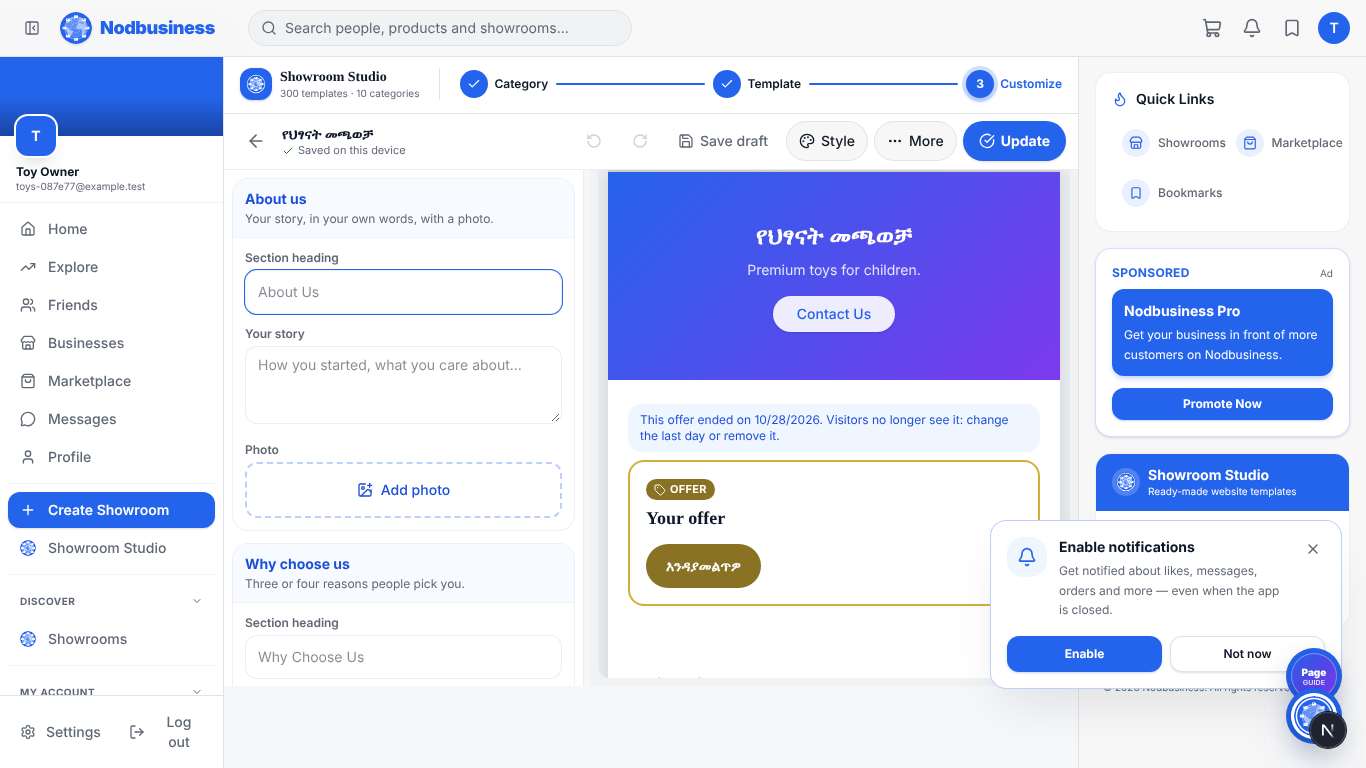 Nodbusiness
Search people, products and showrooms...
T
T
Toy Owner
toys-087e77@example.test
Home
Explore
Friends
Businesses
Marketplace
Messages
Profile
Create Showroom
Showroom Studio
DISCOVER
Showrooms
MY ACCOUNT
Settings
Log out
Showroom Studio
300 templates · 10 categories
Category
Template
3
Customize
የህፃናት መጫወቻ
Saved on this device
Save draft
Style
More
Update
About us
Your story, in your own words, with a photo.
Section heading
About Us
Your story
How you started, what you care about...
Photo
Add photo
Why choose us
Three or four reasons people pick you.
Section heading
Why Choose Us
የህፃናት መጫወቻ
Premium toys for children.
Contact Us
This offer ended on 10/28/2026. Visitors no longer see it: change
the last day or remove it.
OFFER
Your offer
እንዳያመልጥዎ
Quick Links
Showrooms
Marketplace
Bookmarks
SPONSORED
Ad
Nodbusiness Pro
Get your business in front of more
customers on Nodbusiness.
Promote Now
Showroom Studio
Ready-made website templates
Enable notifications
Get notified about likes, messages,
orders and more — even when the app
is closed.
Enable
Not now
Page
GUIDE
N